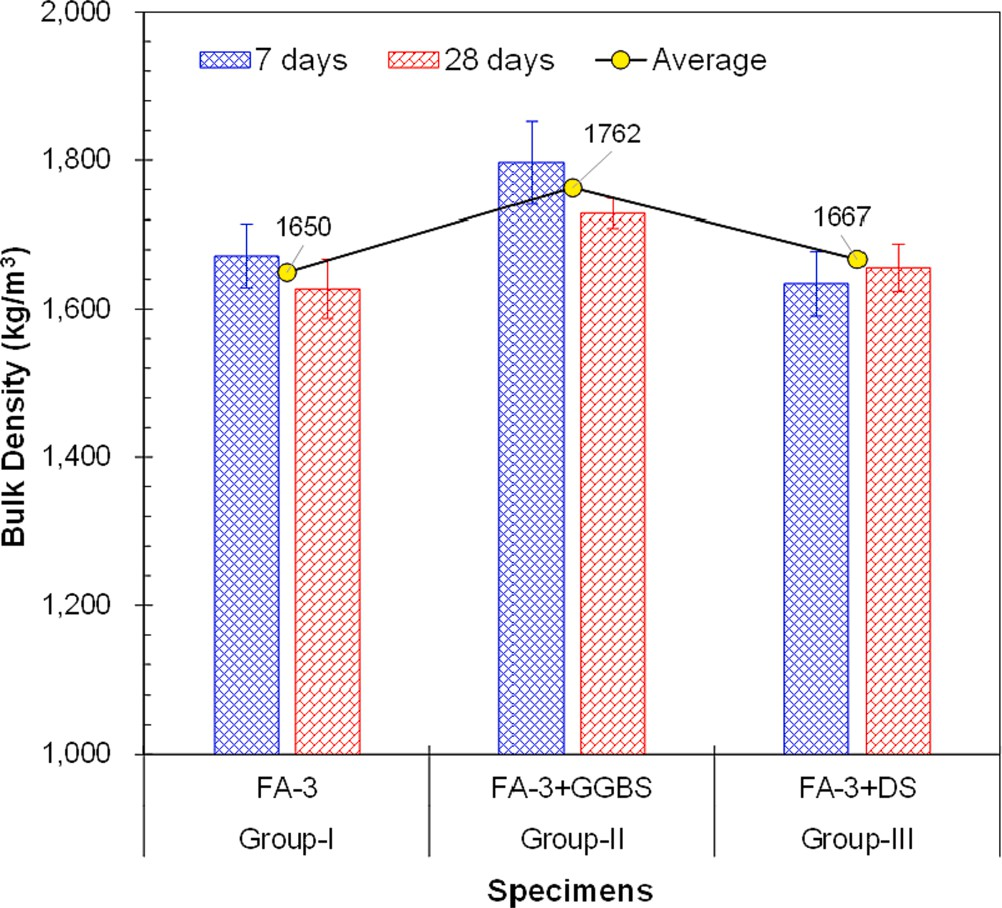 2,000
7 days 28 days Average
1,800
1762
1650
1667
1,600
1,400
1,200
1,000
Bulk Density (kg/m³)
FA-3 FA-3+GGBS FA-3+DS
Group-I Group-II Group-III
Specimens